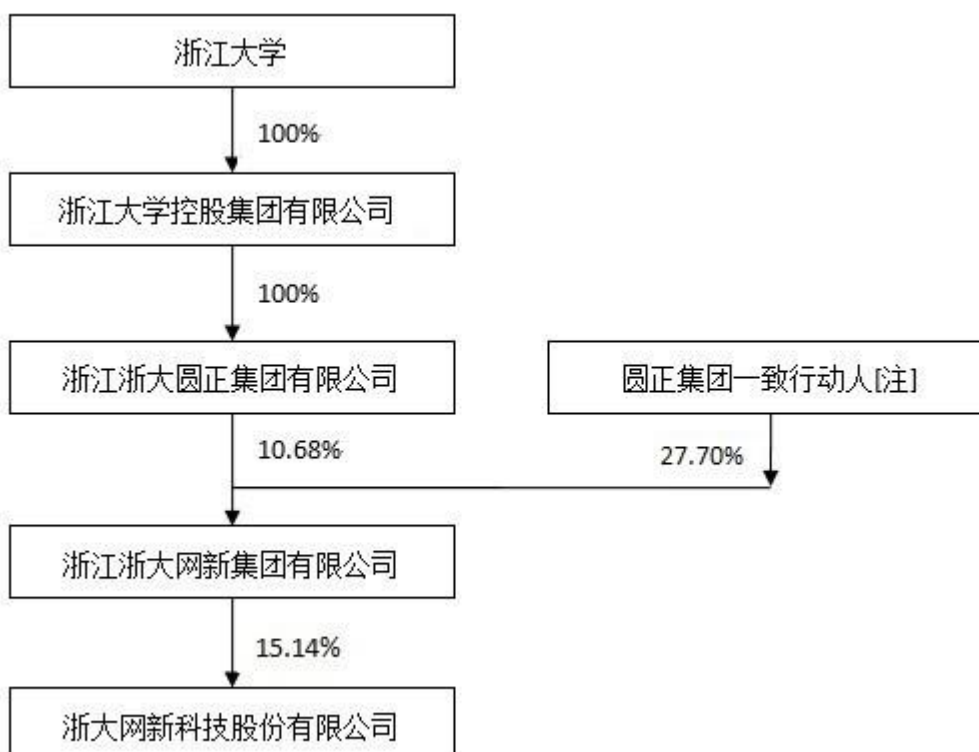 浙江大学
100%
浙江大学控股集团有限公司
100%
浙江浙大圆正集团有限公司
圆正集团一致行动人[注]
10.68%
27.70%
浙江浙大网新集团有限公司
15.14%
浙大网新科技股份有限公司